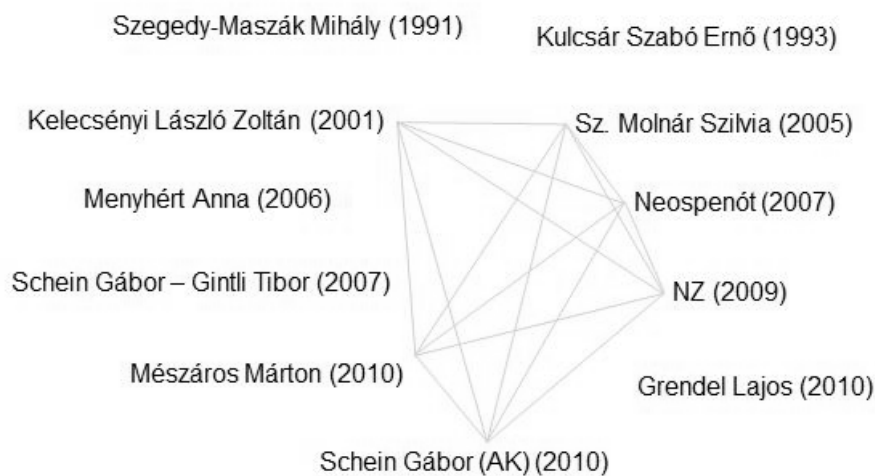 Szegedy-Maszák Mihály (1991)
Kulcsár Szabó Ernő (1993)
Kelecsényi László Zoltán (2001)
Sz. Molnár Szilvia (2005)
Menyhért Anna (2006)
Neospenót (2007)
Schein Gábor – Gintli Tibor (2007)
NZ (2009)
Mészáros Márton (2010)
Grendel Lajos (2010)
Schein Gábor (AK) (2010)